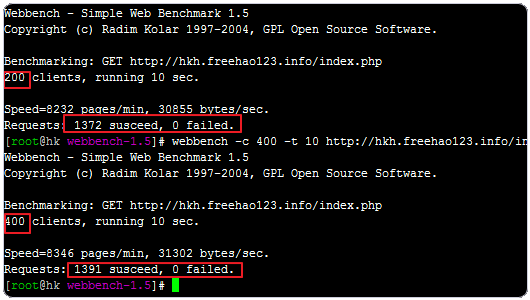 Webbench - Simple Web Benchmark 1.5
Copyright (c) Radim Kolar 1997-2004, GPL Open Source Software.
Benchmarking: GET http://hkh.freehao123.info/index.php
200 clients, running 10 sec.
Speed=8232 pages/min, 30855 bytes/sec.
Requests: 1372 susceed, 0 failed.
[root@hk webbench-1.5]# webbench -c 400 -t 10 http://hkh.freehao123.info/in
Webbench - Simple Web Benchmark 1.5
Copyright (c) Radim Kolar 1997-2004, GPL Open Source Software.
Benchmarking: GET http://hkh.freehao123.info/index.php
400 clients, running 10 sec.
Speed=8346 pages/min, 31302 bytes/sec.
Requests: 1391 susceed, 0 failed.
[root@hk webbench-1.5]#